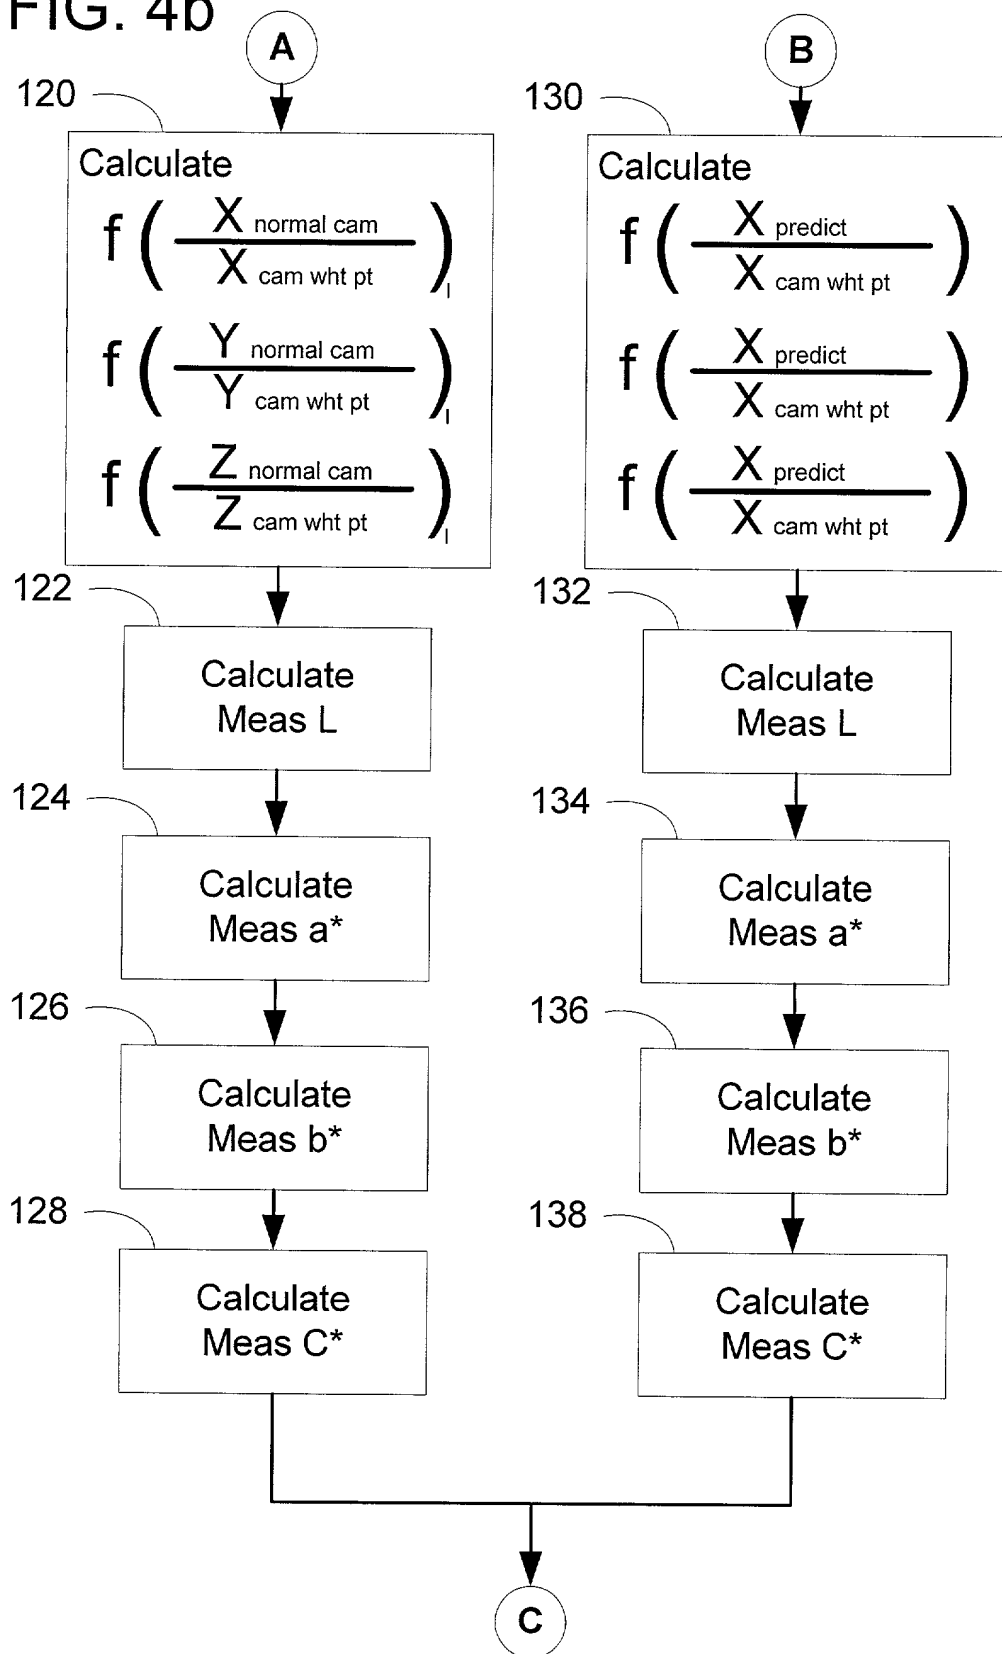 FIG. 4b
A
120
Calculate
f ( X normal cam / X cam wht pt )
f ( Y normal cam / Y cam wht pt )
f ( Z normal cam / Z cam wht pt )
122
Calculate
Meas L
124
Calculate
Meas a*
126
Calculate
Meas b*
128
Calculate
Meas C*
B
130
Calculate
f ( X predict / X cam wht pt )
f ( X predict / X cam wht pt )
f ( X predict / X cam wht pt )
132
Calculate
Meas L
134
Calculate
Meas a*
136
Calculate
Meas b*
138
Calculate
Meas C*
C